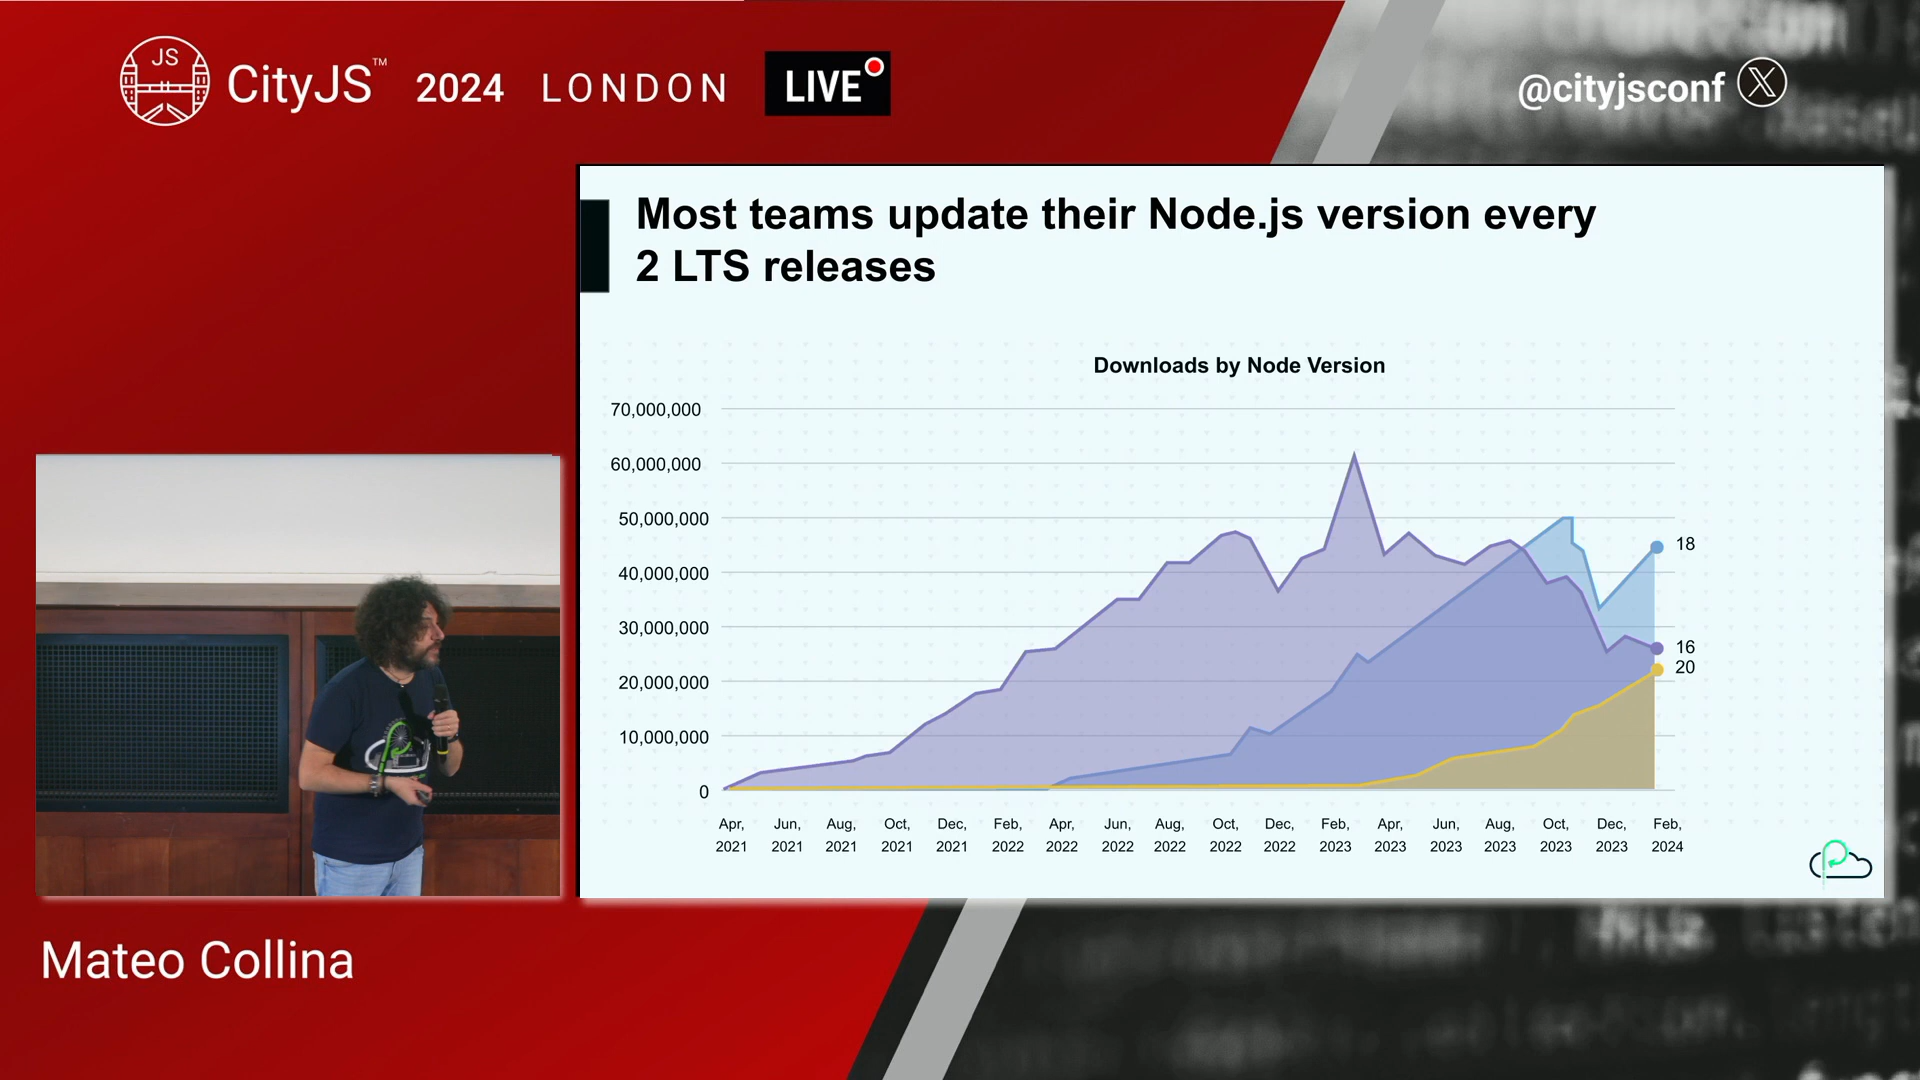 JS
CityJS™ 2024 LONDON LIVE
@cityjsconf X
Most teams update their Node.js version every
2 LTS releases
Downloads by Node Version
70,000,000
60,000,000
50,000,000
40,000,000
30,000,000
20,000,000
10,000,000
0
18
16
20
Apr, 2021
Jun, 2021
Aug, 2021
Oct, 2021
Dec, 2021
Feb, 2022
Apr, 2022
Jun, 2022
Aug, 2022
Oct, 2022
Dec, 2022
Feb, 2023
Apr, 2023
Jun, 2023
Aug, 2023
Oct, 2023
Dec, 2023
Feb, 2024
Mateo Collina